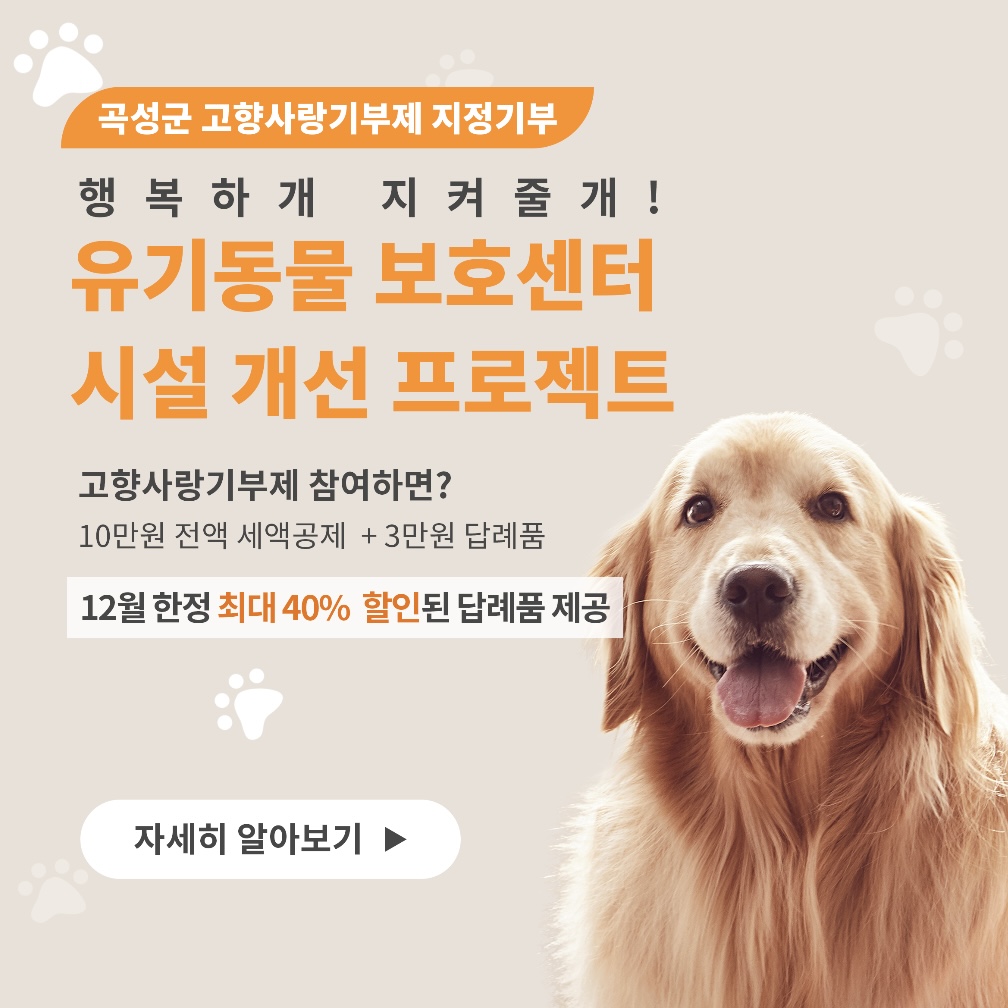 곡성군 고향사랑기부제 지정기부
행복하개 지켜줄개!
유기동물 보호센터
시설 개선 프로젝트
고향사랑기부제 참여하면?
10만원 전액 세액공제 + 3만원 답례품
12월 한정 최대 40% 할인된 답례품 제공
자세히 알아보기 ▶